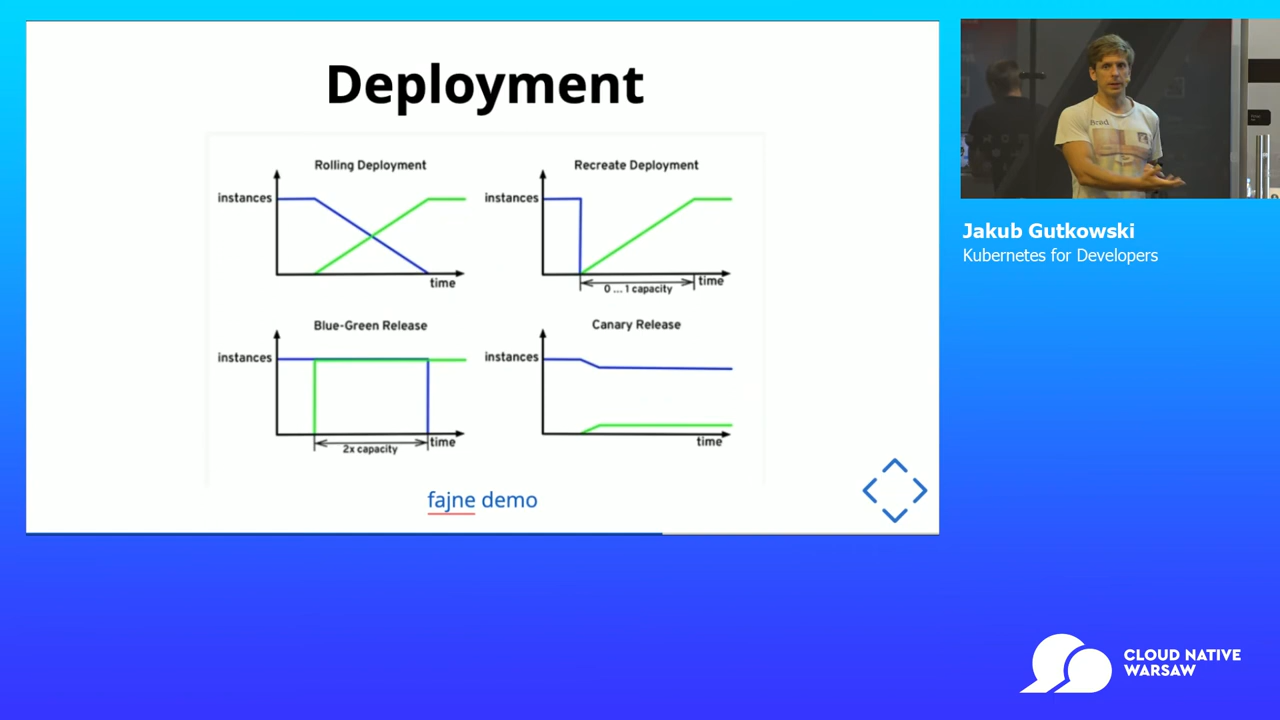 Deployment
Rolling Deployment
instances
time
Recreate Deployment
instances
time
0 ... 1 capacity
Blue-Green Release
instances
time
2x capacity
Canary Release
instances
time
fajne demo
Jakub Gutkowski
Kubernetes for Developers
CLOUD NATIVE
WARSAW